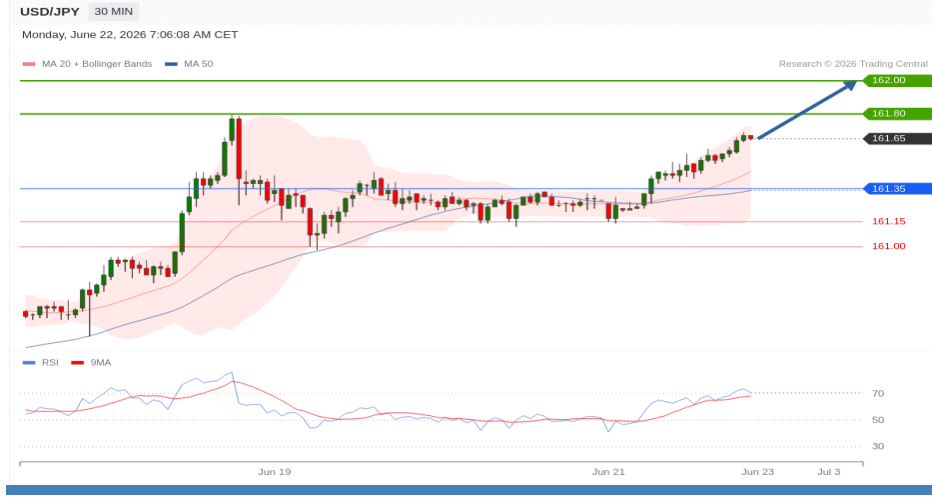 USD/JPY 30 MIN
Monday, June 22, 2026 7:06:08 AM CET
MA 20 + Bollinger Bands MA 50 Research © 2026 Trading Central
162.00
161.80
161.65
161.35
161.15
161.00
RSI 9MA
70
50
30
Jun 19 Jun 21 Jun 23 Jul 3